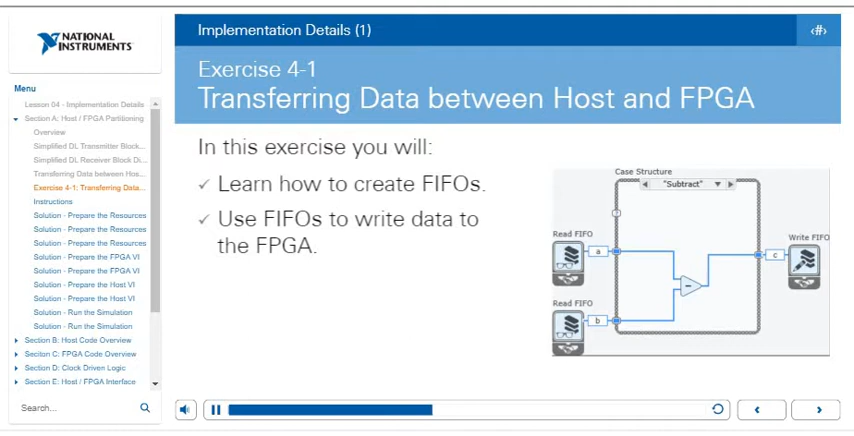 NATIONAL
INSTRUMENTS
Menu
Lesson 04 - Implementation Details
Section A: Host / FPGA Partitioning
Overview
Simplified DL Transmitter Block...
Simplified DL Receiver Block Di...
Transferring Data between Hos...
Exercise 4-1: Transferring Data...
Instructions
Solution - Prepare the Resources
Solution - Prepare the Resources
Solution - Prepare the Resources
Solution - Prepare the FPGA VI
Solution - Prepare the FPGA VI
Solution - Prepare the Host VI
Solution - Prepare the Host VI
Solution - Run the Simulation
Solution - Run the Simulation
Section B: Host Code Overview
Seciton C: FPGA Code Overview
Section D: Clock Driven Logic
Section E: Host / FPGA Interface
Search...
Implementation Details (1)
‹#›
Exercise 4-1
Transferring Data between Host and FPGA
In this exercise you will:
✓ Learn how to create FIFOs.
✓ Use FIFOs to write data to
the FPGA.
Case Structure
"Subtract"
?
Read FIFO
a
Write FIFO
c
Read FIFO
b